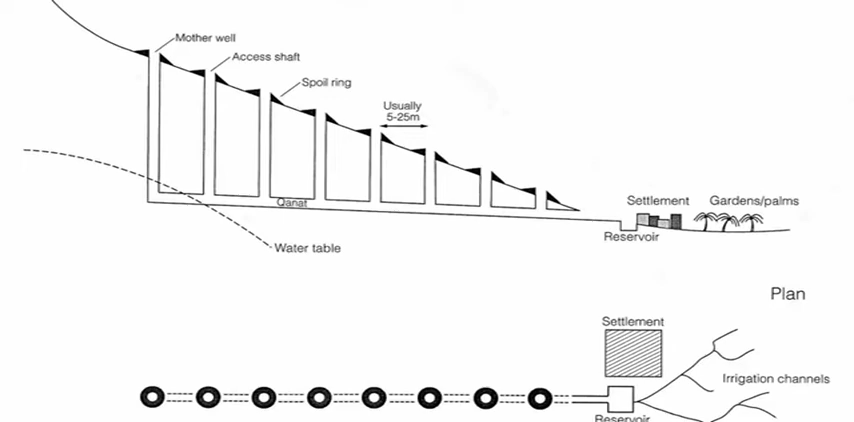 Mother well
Access shaft
Spoil ring
Usually
5-25m
Qanat
Settlement
Gardens/palms
Reservoir
Water table
Plan
Settlement
Irrigation channels
Reservoir